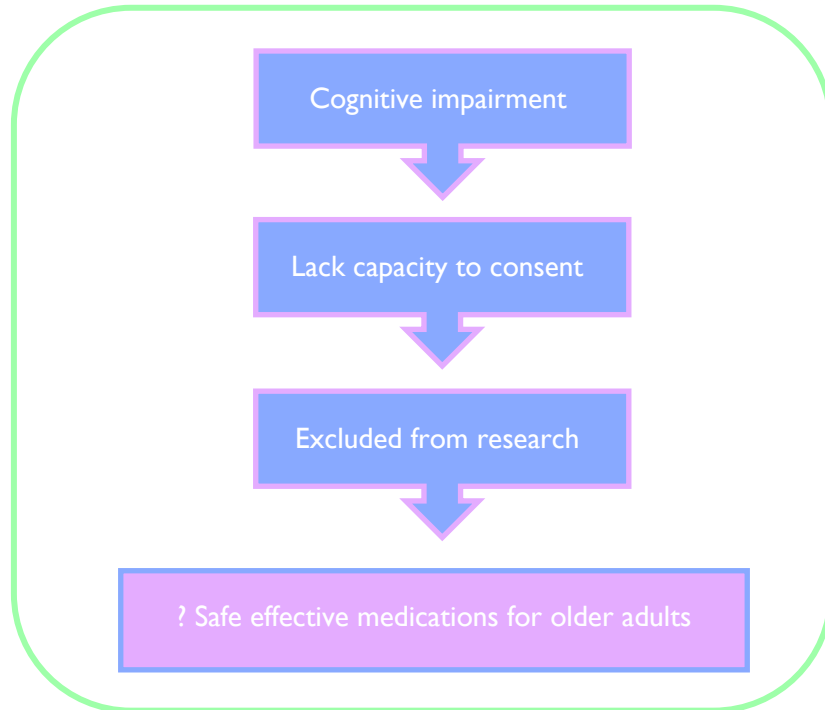 Cognitive impairment
Lack capacity to consent
Excluded from research
? Safe effective medications for older adults